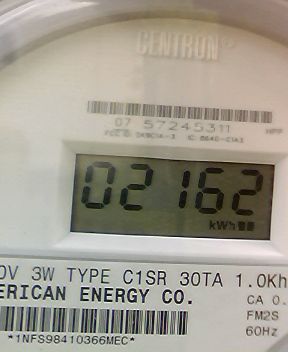 CENTRON®
07 57245311
02162
kWh
0V 3W TYPE C1SR 30TA 1.0Kh
ERICAN ENERGY CO.
CA 0.
FM2S
60Hz
*1NFS98410366MEC*